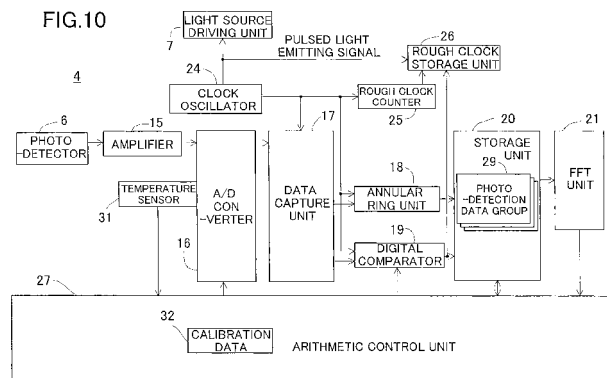 FIG.10
7
LIGHT SOURCE
DRIVING UNIT
PULSED LIGHT
EMITTING SIGNAL
26
ROUGH CLOCK
STORAGE UNIT
4
24
CLOCK
OSCILLATOR
ROUGH CLOCK
COUNTER
25
6
PHOTO
-DETECTOR
15
AMPLIFIER
17
20
21
STORAGE
UNIT
29
PHOTO
-DETECTION
DATA GROUP
FFT
UNIT
31
TEMPERATURE
SENSOR
A/D
CON
-VERTER
16
DATA
CAPTURE
UNIT
18
ANNULAR
RING UNIT
19
DIGITAL
COMPARATOR
27
32
CALIBRATION
DATA
ARITHMETIC CONTROL UNIT